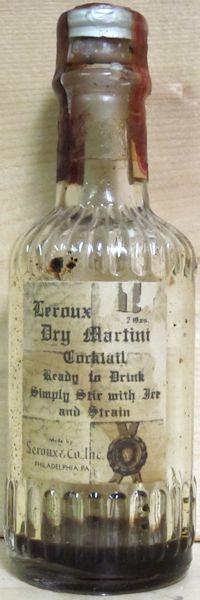 Leroux
2 Ozs.
Dry Martini
Cocktail
Ready to Drink
Simply Stir with Ice
and Strain
Made by
Leroux & Co. Inc.
PHILADELPHIA, PA.